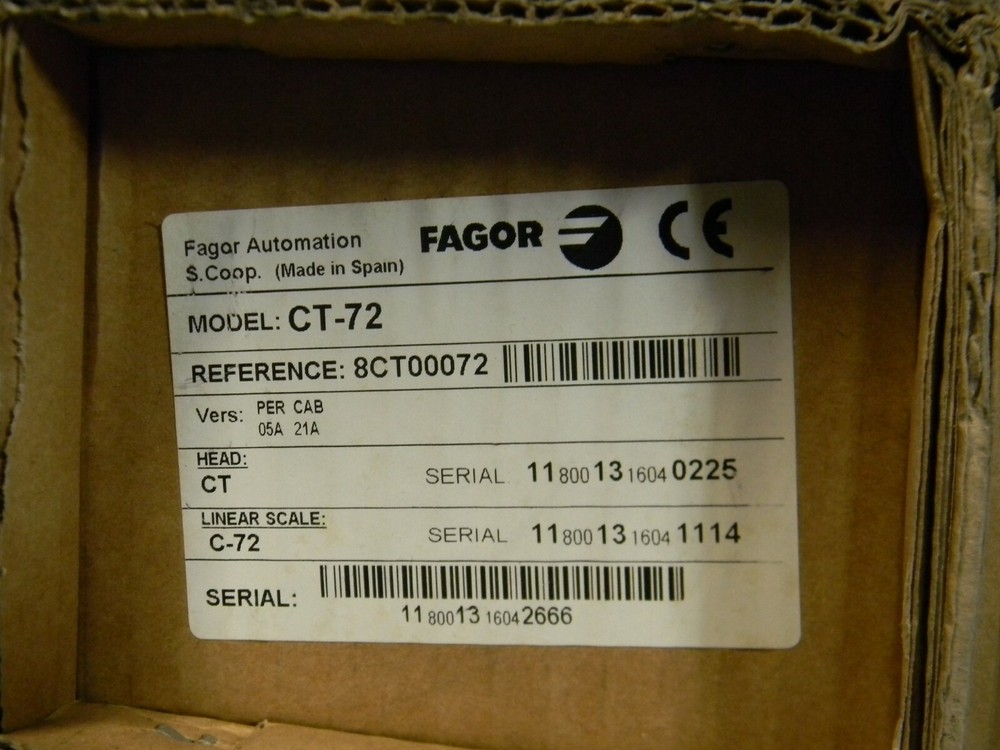 Fagor Automation
S.Coop. (Made in Spain)
FAGOR CE
MODEL: CT-72
REFERENCE: 8CT00072
Vers: PER CAB
05A 21A
HEAD:
CT SERIAL 11 800 13 1604 0225
LINEAR SCALE:
C-72 SERIAL 11 800 13 1604 1114
SERIAL:
11 800 13 1604 2666